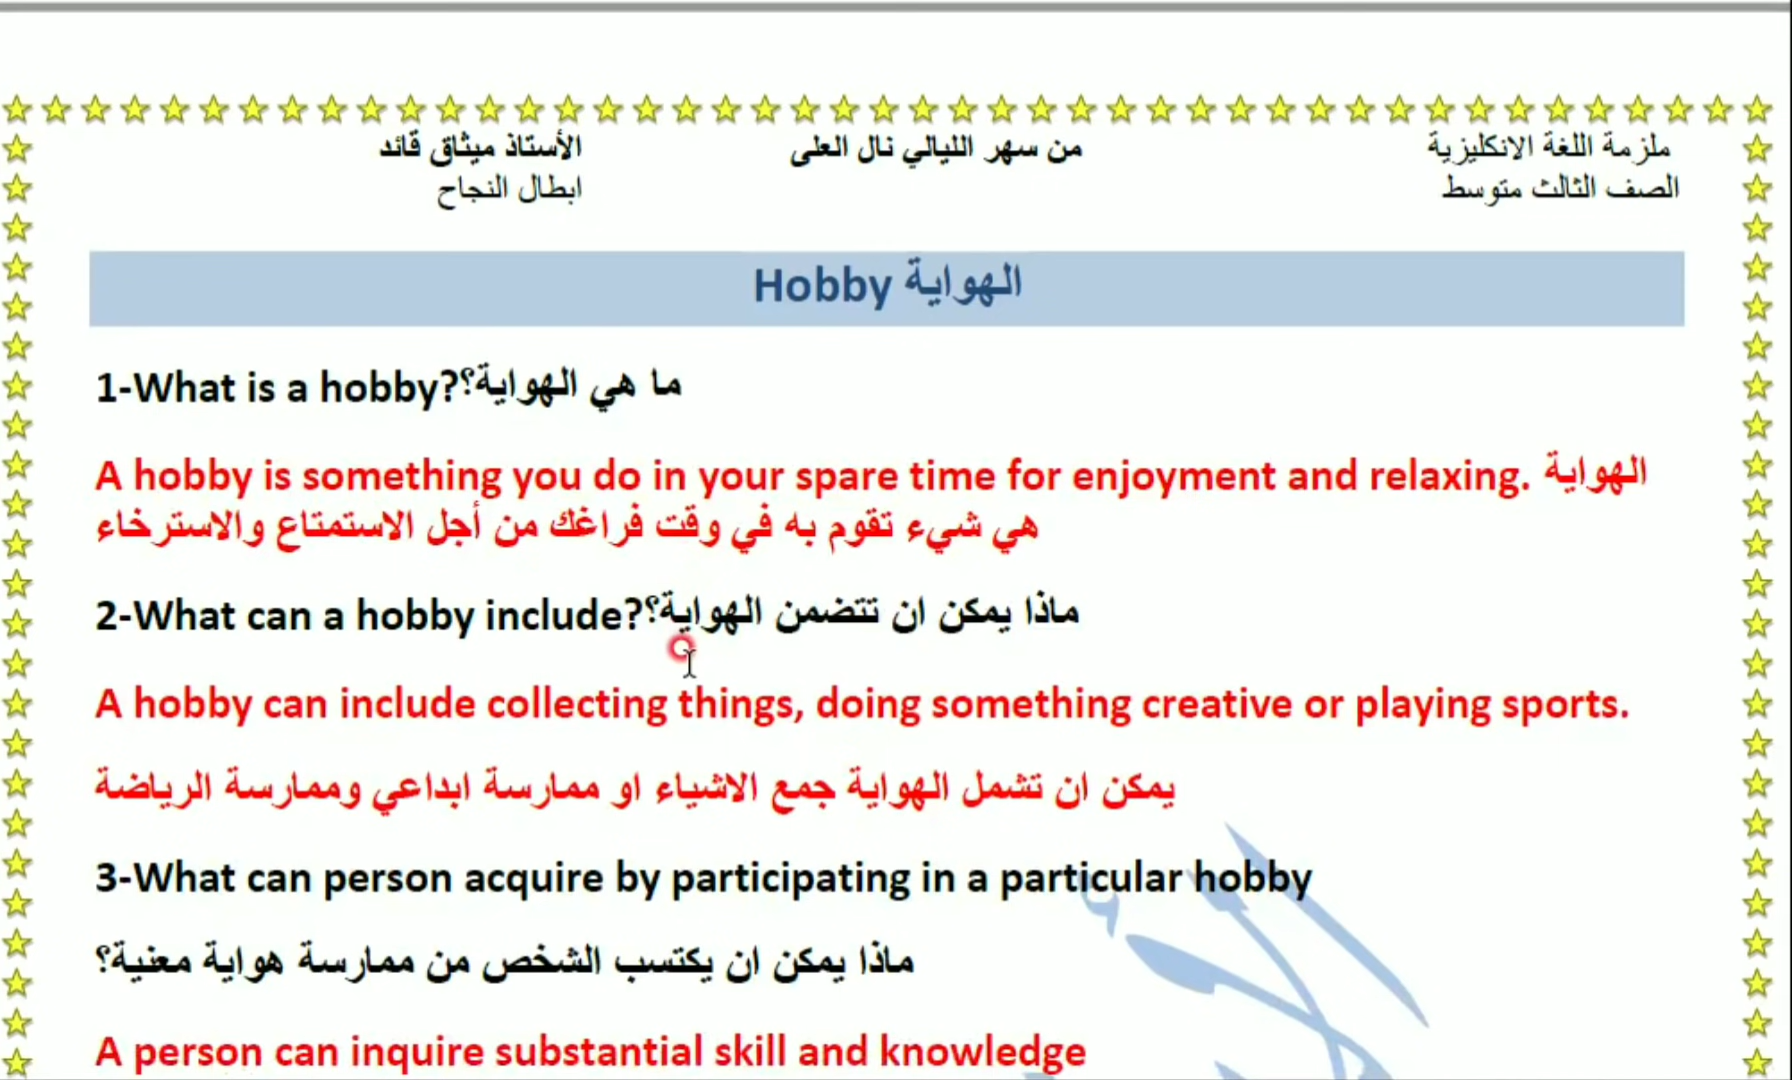 ملزمة اللغة الانكليزية من سهر الليالي نال العلى الأستاذ ميثاق قائد
الصف الثالث متوسط ابطال النجاح
Hobby الهواية
1-What is a hobby?ما هي الهواية؟
A hobby is something you do in your spare time for enjoyment and relaxing. الهواية
هي شيء تقوم به في وقت فراغك من أجل الاستمتاع والاسترخاء
2-What can a hobby include?ماذا يمكن ان تتضمن الهواية؟
A hobby can include collecting things, doing something creative or playing sports.
يمكن ان تشمل الهواية جمع الاشياء او ممارسة ابداعي وممارسة الرياضة
3-What can person acquire by participating in a particular hobby
ماذا يمكن ان يكتسب الشخص من ممارسة هواية معنية؟
A person can inquire substantial skill and knowledge